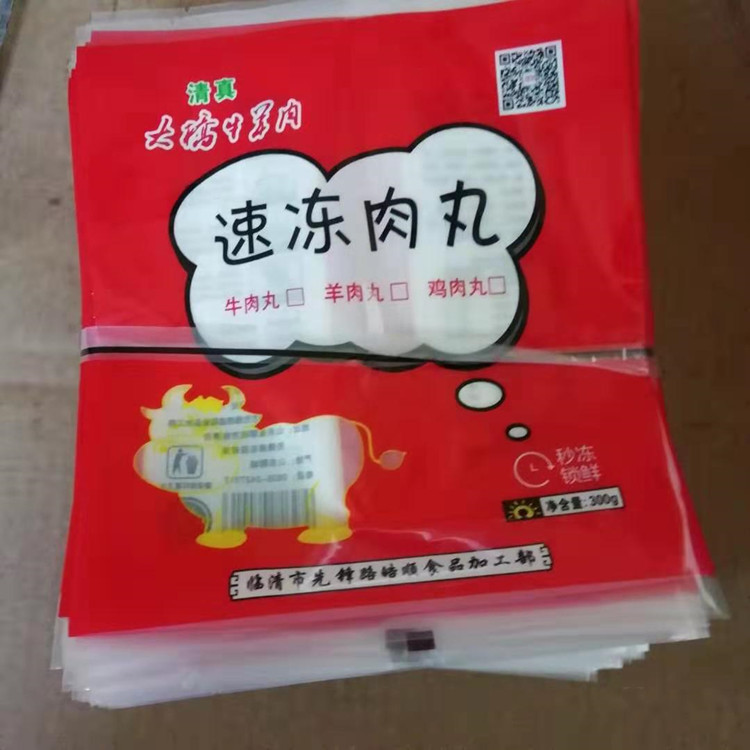 清真
大桥牛羊肉
速冻肉丸
牛肉丸□ 羊肉丸□ 鸡肉丸□
秒冻
锁鲜
净含量:300g
临清市先锋路皓顺食品加工部